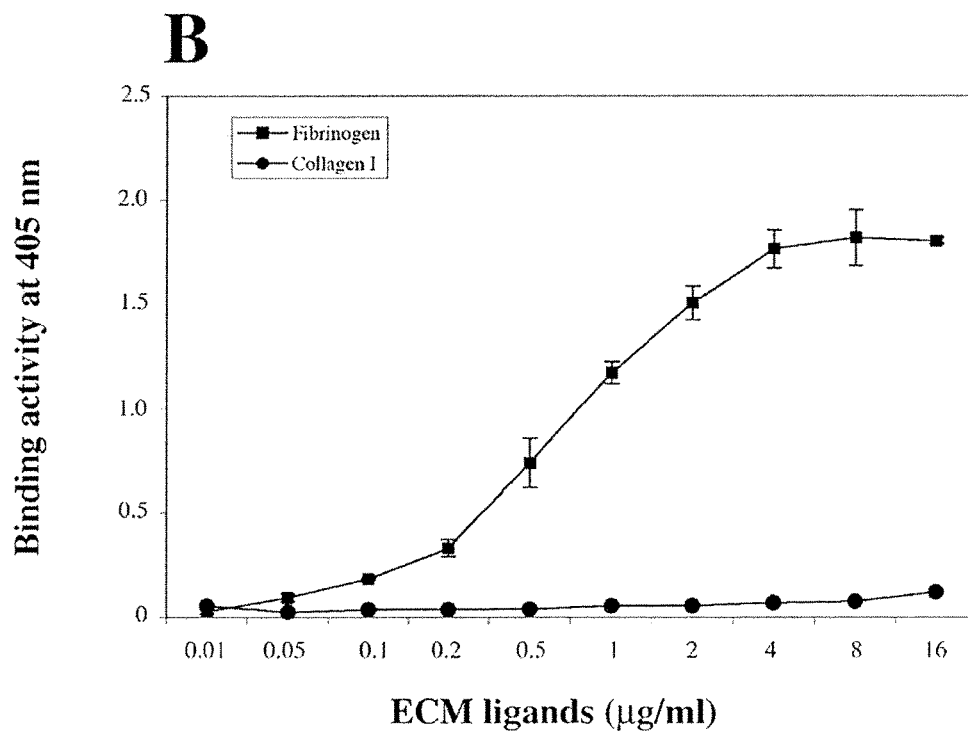 B
Binding activity at 405 nm
2.5
2.0
1.5
1.0
0.5
0
Fibrinogen
Collagen I
0.01 0.05 0.1 0.2 0.5 1 2 4 8 16
ECM ligands (µg/ml)